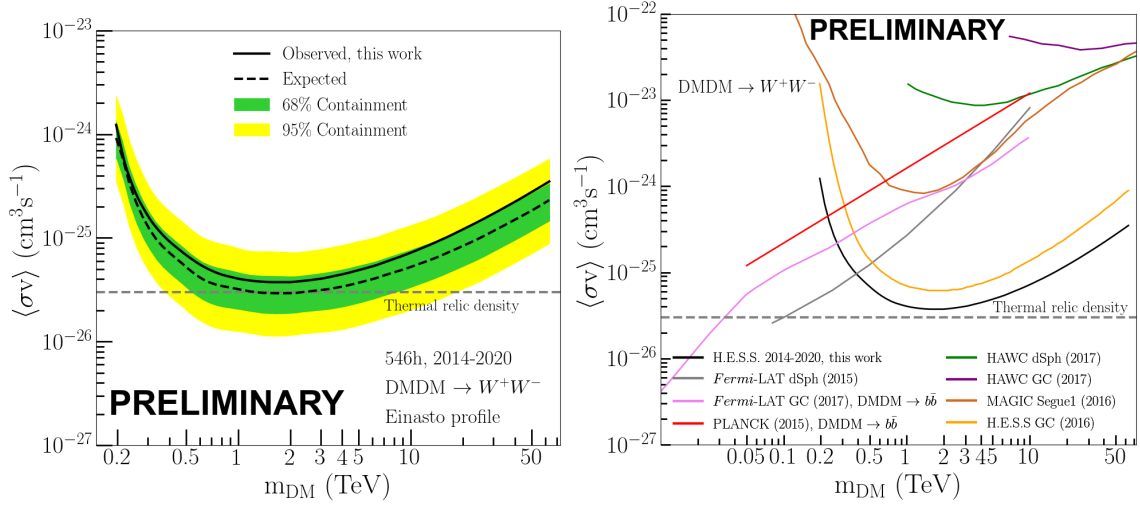 10⁻²³
10⁻²⁴
10⁻²⁵
10⁻²⁶
10⁻²⁷
⟨σv⟩ (cm³s⁻¹)
Observed, this work
Expected
68% Containment
95% Containment
Thermal relic density
546h, 2014-2020
DMDM → W⁺W⁻
Einasto profile
PRELIMINARY
0.2 0.5 1 2 3 4 5 10 50
m_DM (TeV)
10⁻²²
10⁻²³
10⁻²⁴
10⁻²⁵
10⁻²⁶
10⁻²⁷
⟨σv⟩ (cm³s⁻¹)
PRELIMINARY
DMDM → W⁺W⁻
Thermal relic density
H.E.S.S. 2014-2020, this work
Fermi-LAT dSph (2015)
Fermi-LAT GC (2017), DMDM → bb̄
PLANCK (2015), DMDM → bb̄
HAWC dSph (2017)
HAWC GC (2017)
MAGIC Segue1 (2016)
H.E.S.S GC (2016)
0.05 0.1 0.2 0.5 1 2 3 4 5 10 50
m_DM (TeV)